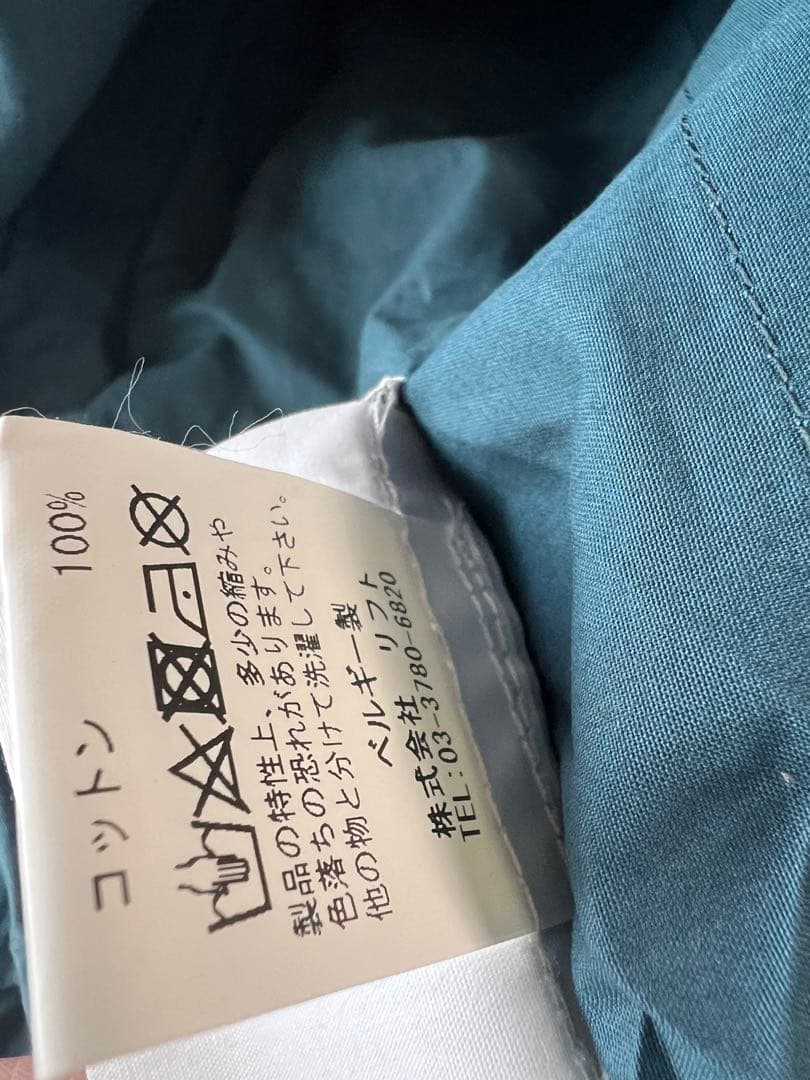 コットン 100%
製品の特性上、多少の縮みや
色落ちの恐れがあります。
他の物と分けて洗濯して下さい。
ベルギー製
株式会社 リフト
TEL:03-3780-6820